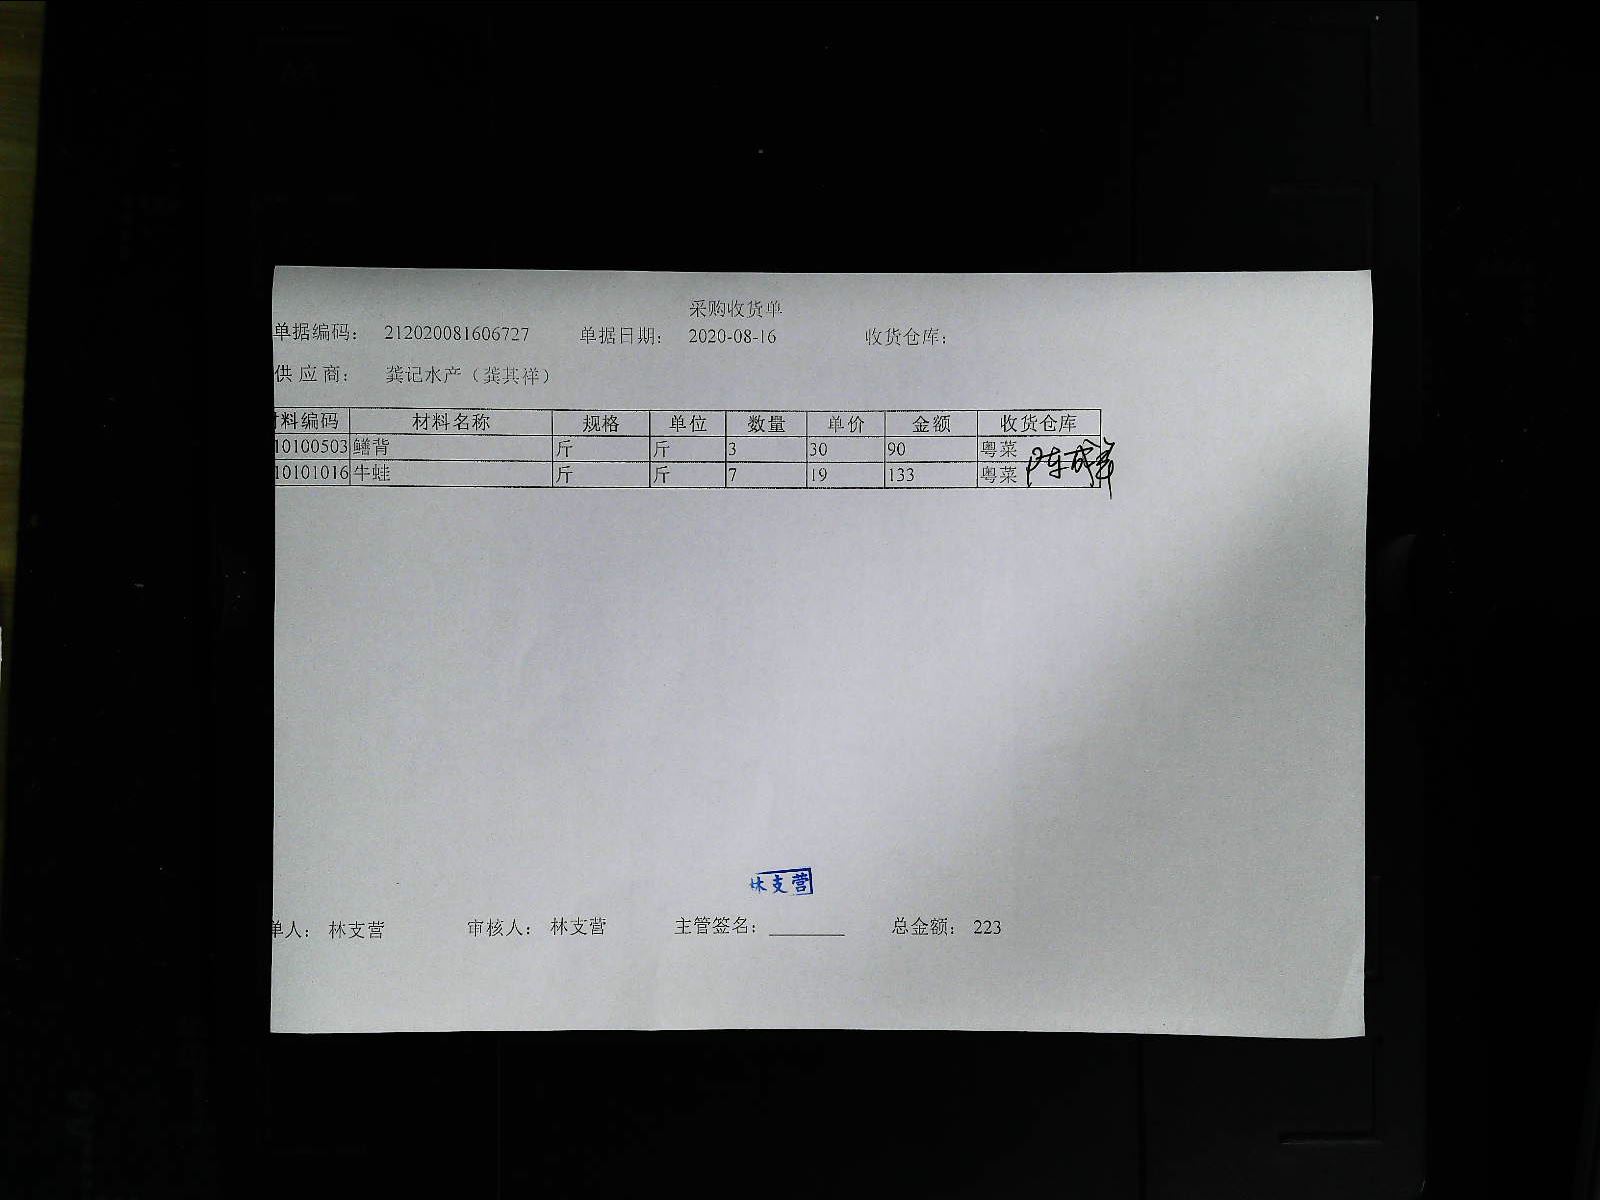 采购收货单
单据编码： 212020081606727 单据日期： 2020-08-16 收货仓库：
供应商： 龚记水产（龚其祥）
料编码 材料名称 规格 单位 数量 单价 金额 收货仓库
10100503 鳝背 斤 斤 3 30 90 粤菜
10101016 牛蛙 斤 斤 7 19 133 粤菜
林支营
单人： 林支营 审核人： 林支营 主管签名： 总金额： 223